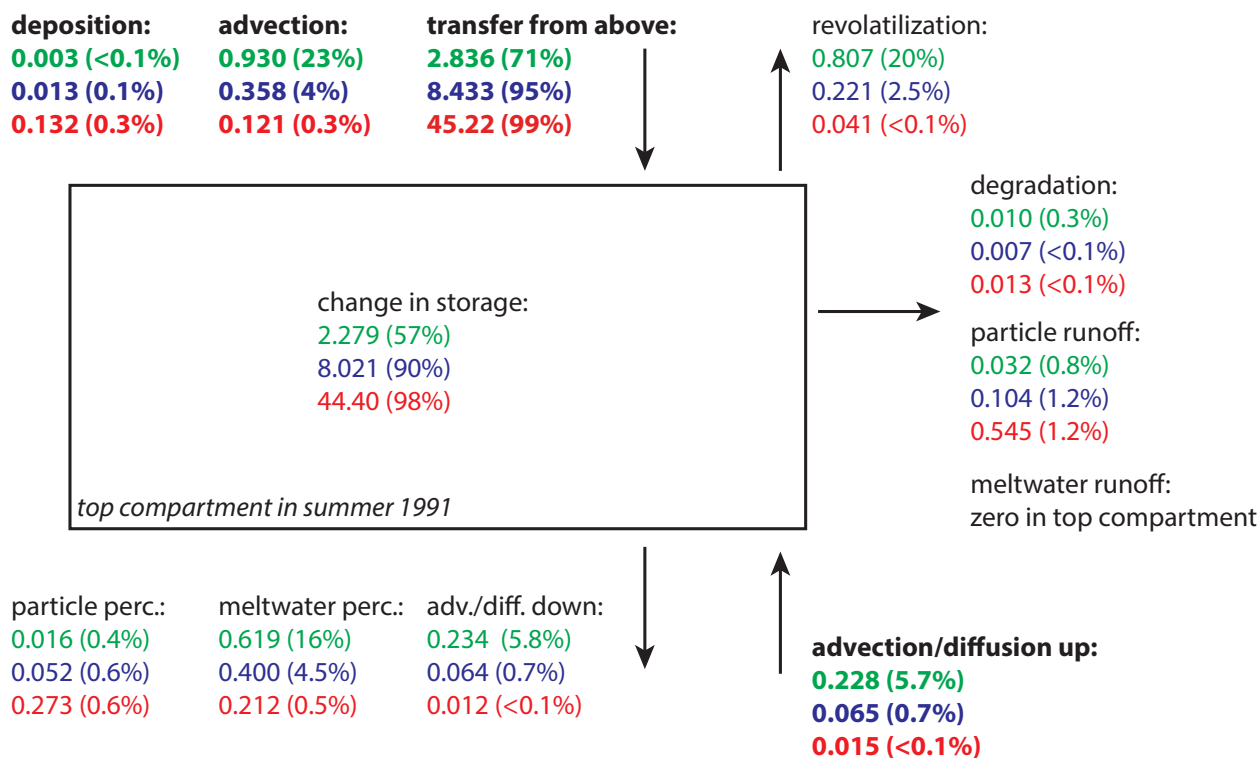 deposition:
0.003 (<0.1%)
0.013 (0.1%)
0.132 (0.3%)
advection:
0.930 (23%)
0.358 (4%)
0.121 (0.3%)
transfer from above:
2.836 (71%)
8.433 (95%)
45.22 (99%)
revolatilization:
0.807 (20%)
0.221 (2.5%)
0.041 (<0.1%)
degradation:
0.010 (0.3%)
0.007 (<0.1%)
0.013 (<0.1%)
change in storage:
2.279 (57%)
8.021 (90%)
44.40 (98%)
particle runoff:
0.032 (0.8%)
0.104 (1.2%)
0.545 (1.2%)
meltwater runoff:
zero in top compartment
top compartment in summer 1991
particle perc.:
0.016 (0.4%)
0.052 (0.6%)
0.273 (0.6%)
meltwater perc.:
0.619 (16%)
0.400 (4.5%)
0.212 (0.5%)
adv./diff. down:
0.234 (5.8%)
0.064 (0.7%)
0.012 (<0.1%)
advection/diffusion up:
0.228 (5.7%)
0.065 (0.7%)
0.015 (<0.1%)